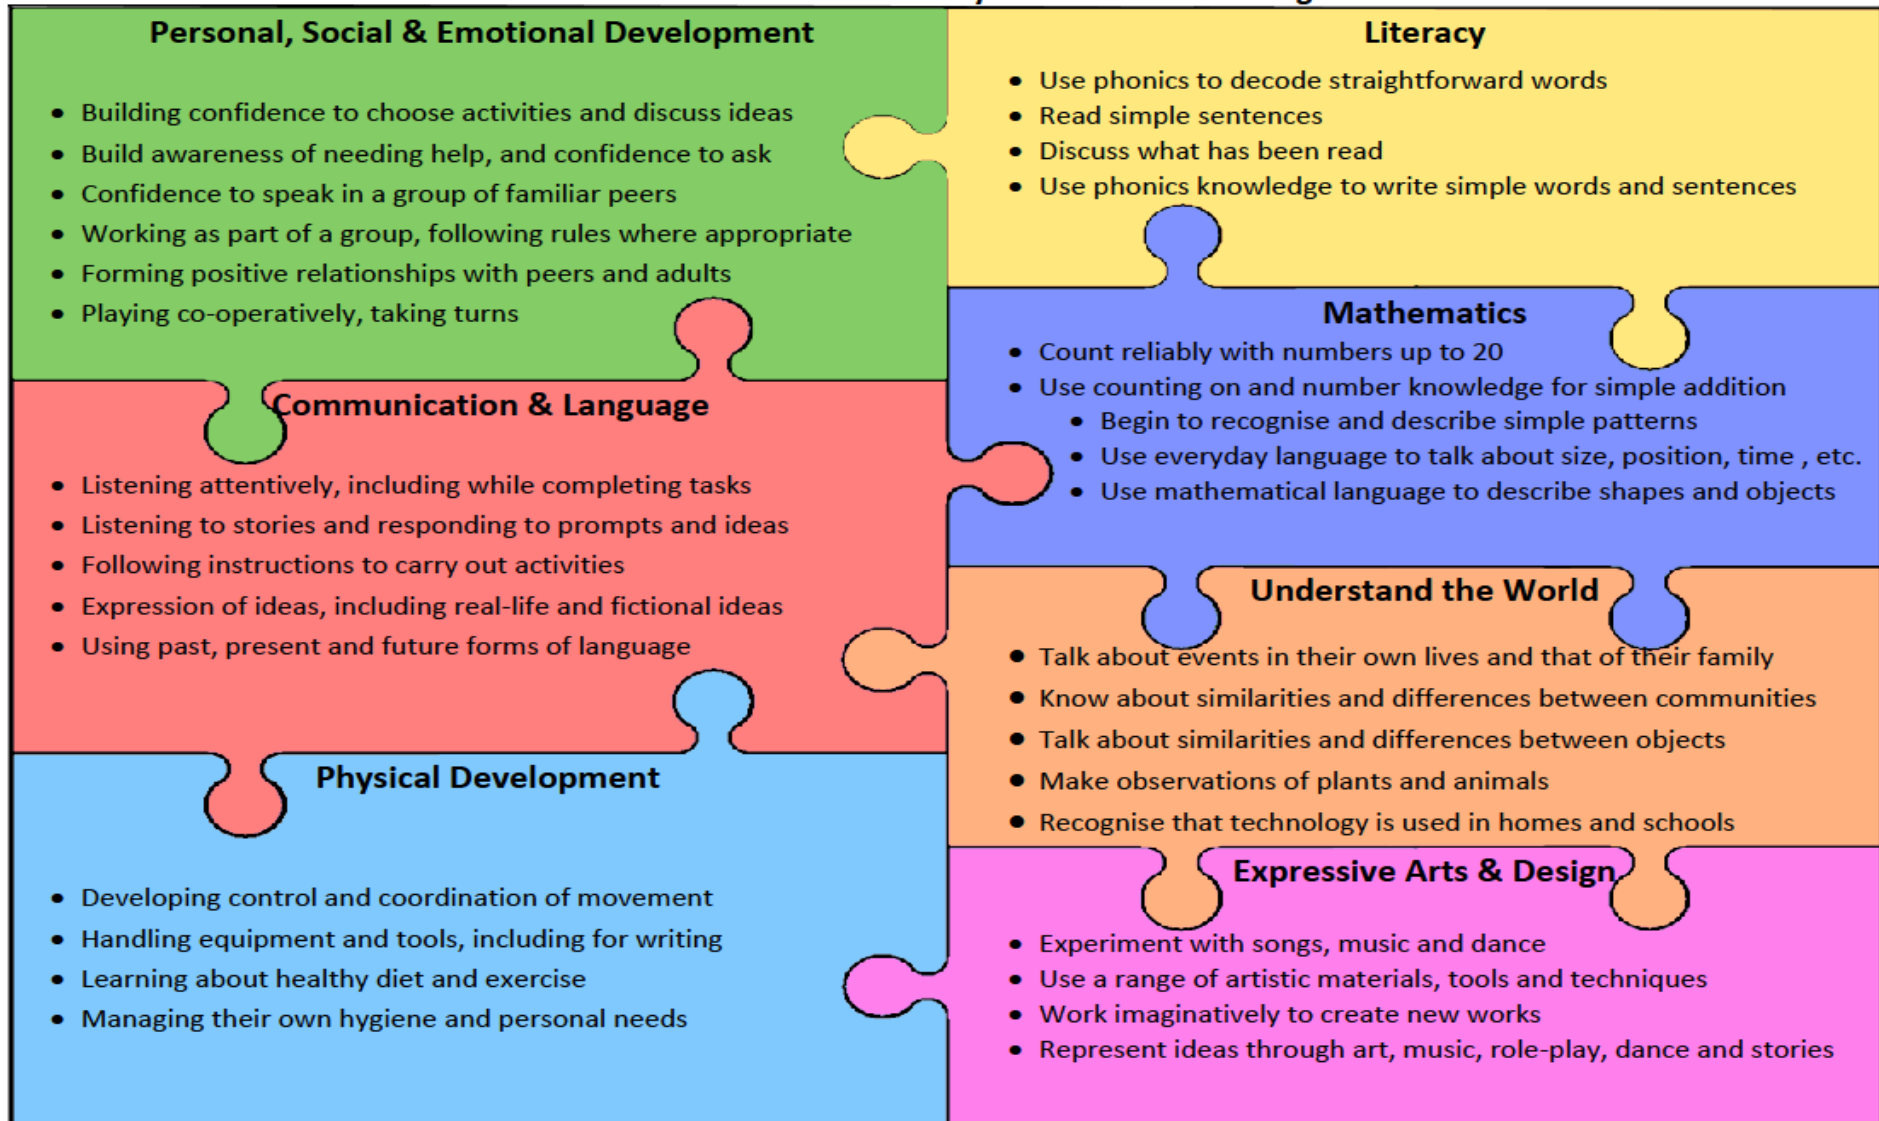 Personal, Social & Emotional Development
• Building confidence to choose activities and discuss ideas
• Build awareness of needing help, and confidence to ask
• Confidence to speak in a group of familiar peers
• Working as part of a group, following rules where appropriate
• Forming positive relationships with peers and adults
• Playing co-operatively, taking turns
Communication & Language
• Listening attentively, including while completing tasks
• Listening to stories and responding to prompts and ideas
• Following instructions to carry out activities
• Expression of ideas, including real-life and fictional ideas
• Using past, present and future forms of language
Physical Development
• Developing control and coordination of movement
• Handling equipment and tools, including for writing
• Learning about healthy diet and exercise
• Managing their own hygiene and personal needs
Literacy
• Use phonics to decode straightforward words
• Read simple sentences
• Discuss what has been read
• Use phonics knowledge to write simple words and sentences
Mathematics
• Count reliably with numbers up to 20
• Use counting on and number knowledge for simple addition
• Begin to recognise and describe simple patterns
• Use everyday language to talk about size, position, time , etc.
• Use mathematical language to describe shapes and objects
Understand the World
• Talk about events in their own lives and that of their family
• Know about similarities and differences between communities
• Talk about similarities and differences between objects
• Make observations of plants and animals
• Recognise that technology is used in homes and schools
Expressive Arts & Design
• Experiment with songs, music and dance
• Use a range of artistic materials, tools and techniques
• Work imaginatively to create new works
• Represent ideas through art, music, role-play, dance and stories